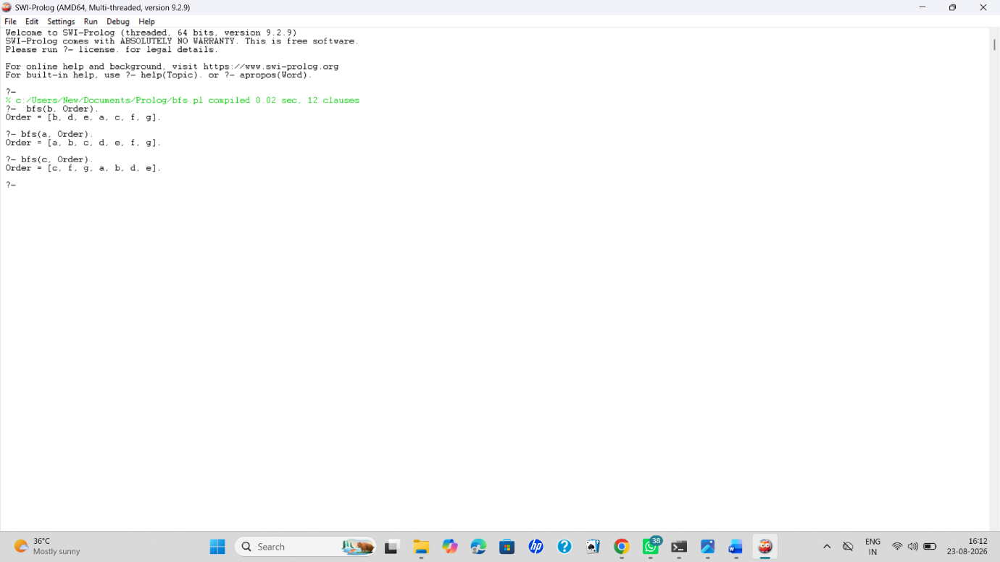 SWI-Prolog (AMD64, Multi-threaded, version 9.2.9)
File Edit Settings Run Debug Help
Welcome to SWI-Prolog (threaded, 64 bits, version 9.2.9)
SWI-Prolog comes with ABSOLUTELY NO WARRANTY. This is free software.
Please run ?- license. for legal details.
For online help and background, visit https://www.swi-prolog.org
For built-in help, use ?- help(Topic). or ?- apropos(Word).
?-
% c:/Users/New/Documents/Prolog/bfs.pl compiled 0.02 sec, 12 clauses
?-  bfs(b, Order).
Order = [b, d, e, a, c, f, g].
?- bfs(a, Order).
Order = [a, b, c, d, e, f, g].
?- bfs(c, Order).
Order = [c, f, g, a, b, d, e].
?-
36°C
Mostly sunny
Search
hp
38
ENG
IN
16:12
23-08-2026